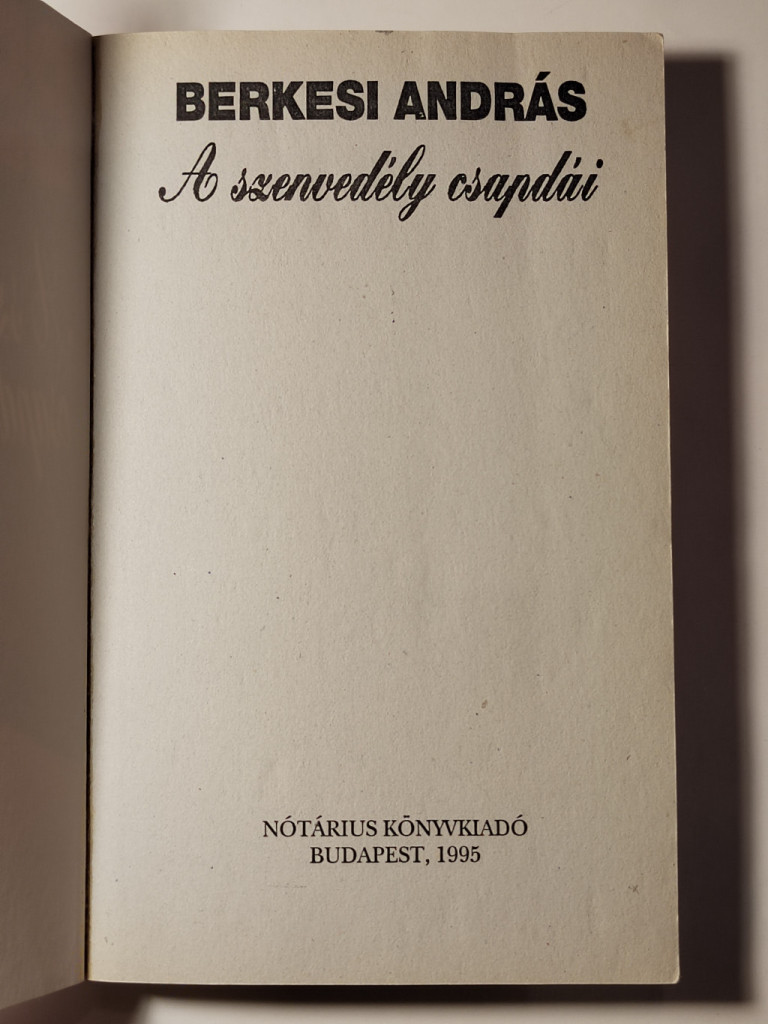 BERKESI ANDRÁS
A szenvedély csapdái
NÓTÁRIUS KÖNYVKIADÓ
BUDAPEST, 1995